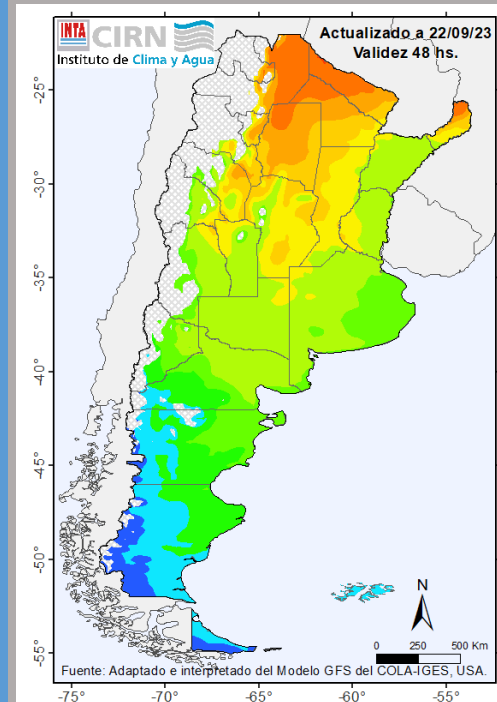 INTA CIRN
Instituto de Clima y Agua
Actualizado a 22/09/23
Validez 48 hs.
-25°
-30°
-35°
-40°
-45°
-50°
-55°
N
0 250 500 Km
Fuente: Adaptado e interpretado del Modelo GFS del COLA-IGES, USA.
-75° -70° -65° -60° -55°